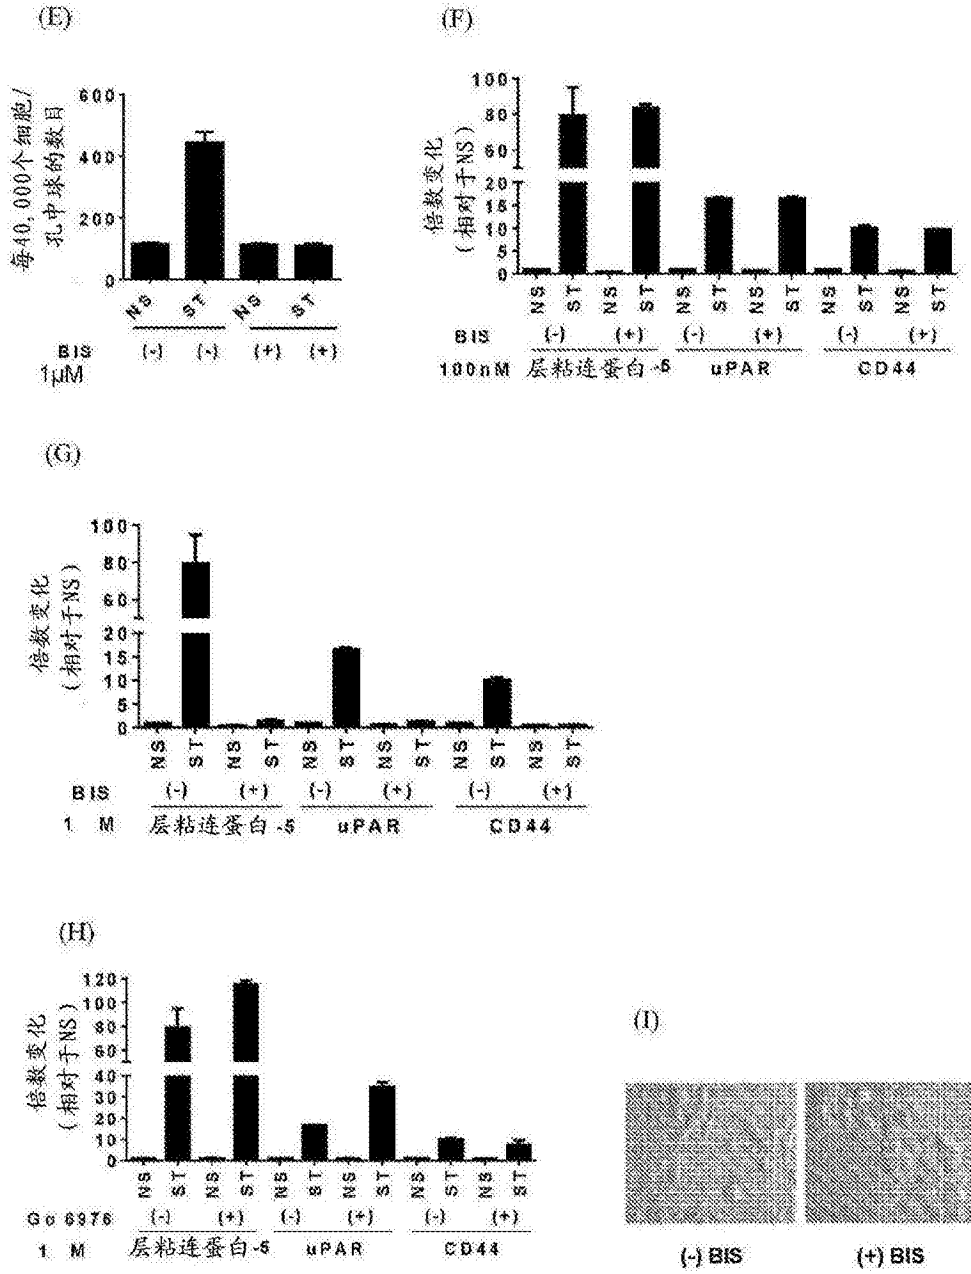 (E)
每40,000个细胞/
孔中球的数目
600
400
200
0
NS ST NS ST
BIS (-) (-) (+) (+)
1μM
(F)
倍数变化
(相对于NS)
100
80
60
20
15
10
5
0
NS ST NS ST NS ST NS ST NS ST NS ST
BIS (-) (+) (-) (+) (-) (+)
100nM 层粘连蛋白-5 uPAR CD44
(G)
倍数变化
(相对于NS)
100
80
60
20
15
10
5
0
NS ST NS ST NS ST NS ST NS ST NS ST
BIS (-) (+) (-) (+) (-) (+)
1 M 层粘连蛋白-5 uPAR CD44
(H)
倍数变化
(相对于NS)
120
100
80
60
40
30
20
10
0
NS ST NS ST NS ST NS ST NS ST NS ST
Go 6976 (-) (+) (-) (+) (-) (+)
1 M 层粘连蛋白-5 uPAR CD44
(I)
(-) BIS (+) BIS